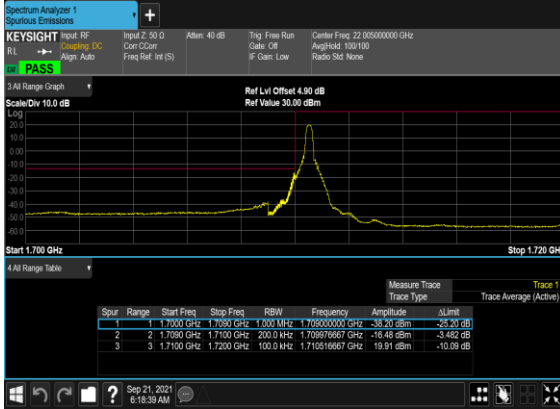 Spectrum Analyzer 1
Spurious Emissions
+
KEYSIGHT Input: RF Input Z: 50 Ω Atten: 40 dB Trig: Free Run Center Freq: 22.005000000 GHz
RL Coupling: DC Corr CCorr Gate: Off Avg|Hold: 100/100
Align: Auto Freq Ref: Int (S) IF Gain: Low Radio Std: None
PASS
3 All Range Graph
Ref Lvl Offset 4.90 dB
Scale/Div 10.0 dB Ref Value 30.00 dBm
Log
20.0
10.0
0.00
-10.0
-20.0
-30.0
-40.0
-50.0
-60.0
Start 1.700 GHz Stop 1.720 GH
4 All Range Table
Measure Trace Trace 1
Trace Type Trace Average (Active)
Spur Range Start Freq Stop Freq RBW Frequency Amplitude ΔLimit
1 1 1.7000 GHz 1.7090 GHz 1.000 MHz 1.709000000 GHz -38.20 dBm -25.20 dB
2 2 1.7090 GHz 1.7100 GHz 200.0 kHz 1.709976667 GHz -16.48 dBm -3.482 dB
3 3 1.7100 GHz 1.7200 GHz 100.0 kHz 1.710516667 GHz 19.91 dBm -10.09 dB
? Sep 21, 2021
6:18:39 AM